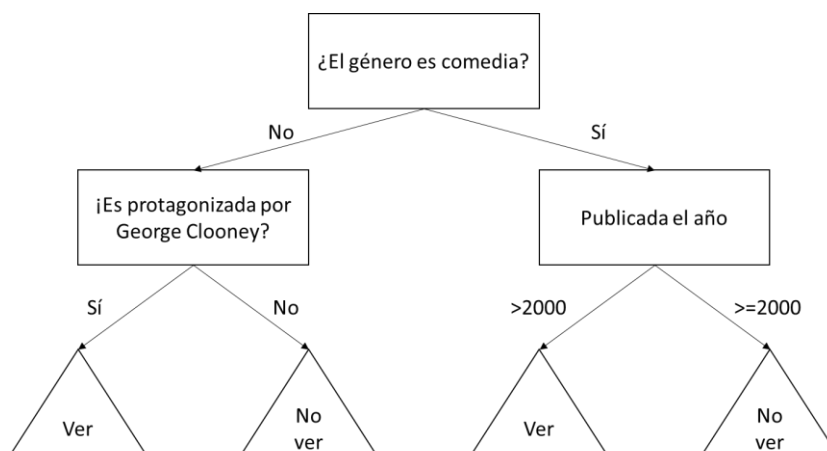 ¿El género es comedia?
No
Sí
¡Es protagonizada por
George Clooney?
Publicada el año
Sí
No
>2000
>=2000
Ver
No
ver
Ver
No
ver